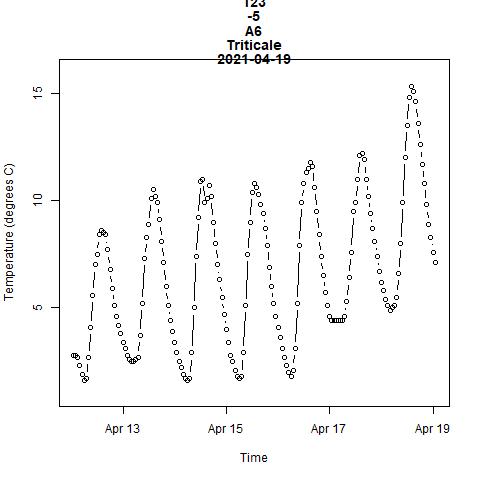 123
-5
A6
Triticale
2021-04-19
15
10
5
Temperature (degrees C)
Apr 13 Apr 15 Apr 17 Apr 19
Time